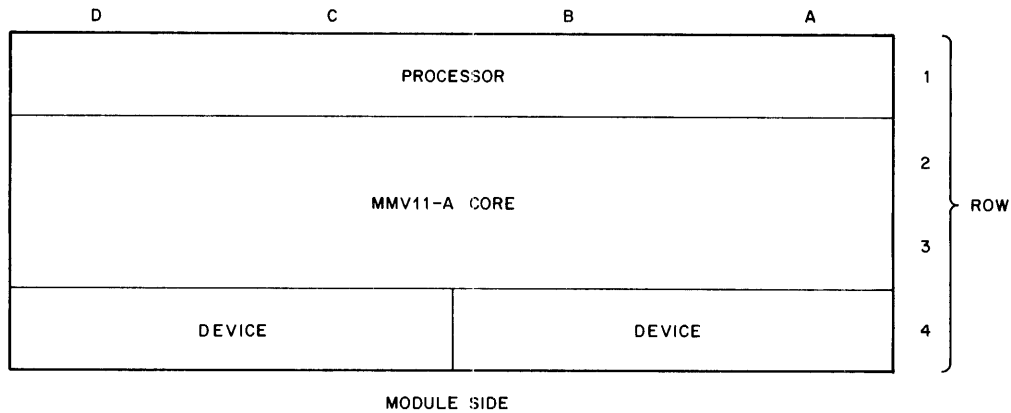 D C B A
PROCESSOR 1
2
MMV11-A CORE
ROW
3
DEVICE DEVICE 4
MODULE SIDE